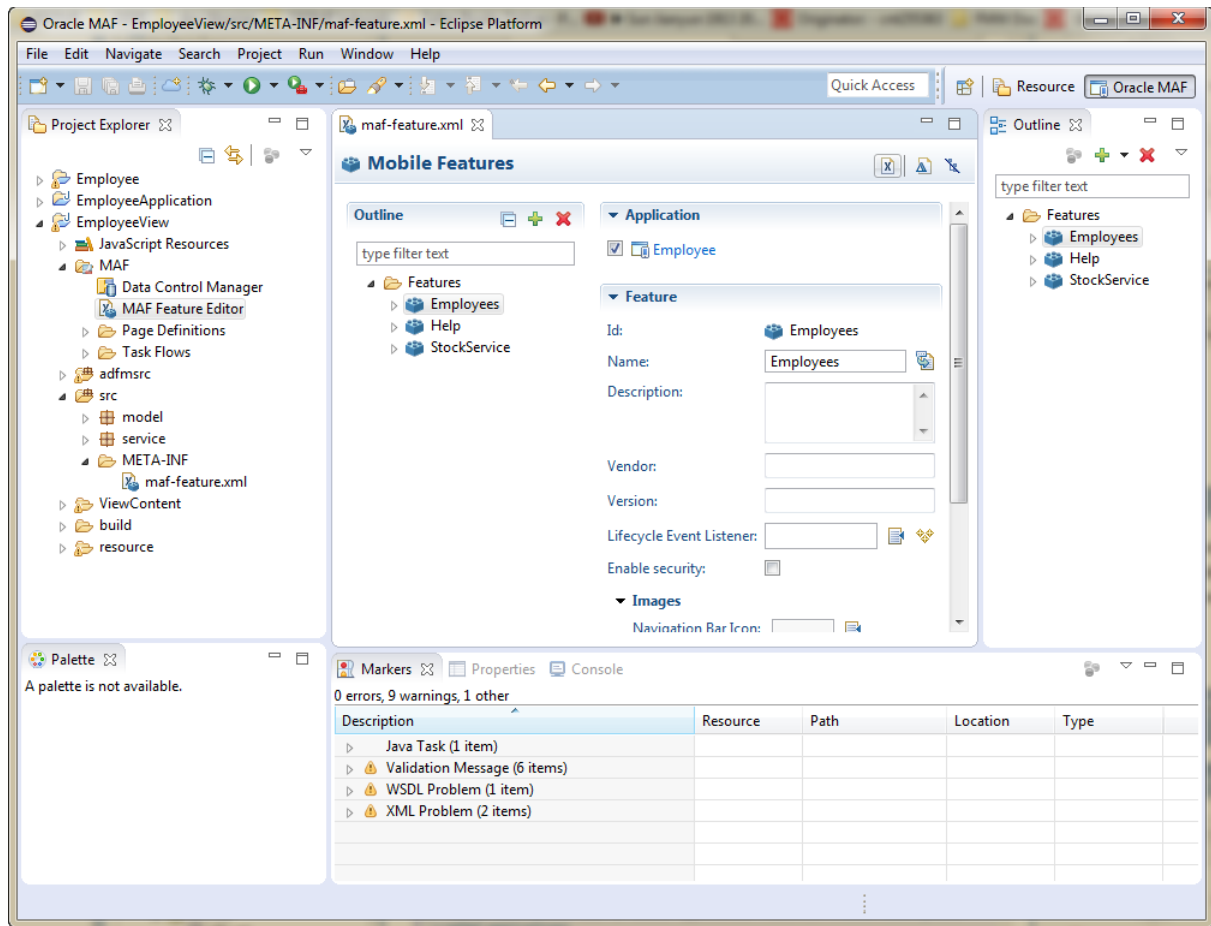 Oracle MAF - EmployeeView/src/META-INF/maf-feature.xml - Eclipse Platform
File Edit Navigate Search Project Run Window Help
Quick Access
Resource
Oracle MAF
Project Explorer
Employee
EmployeeApplication
EmployeeView
JavaScript Resources
MAF
Data Control Manager
MAF Feature Editor
Page Definitions
Task Flows
adfmsrc
src
model
service
META-INF
maf-feature.xml
ViewContent
build
resource
maf-feature.xml
Mobile Features
Outline
type filter text
Features
Employees
Help
StockService
Application
Employee
Feature
Id: Employees
Name: Employees
Description:
Vendor:
Version:
Lifecycle Event Listener:
Enable security:
Images
Navigation Bar Icon:
Outline
type filter text
Features
Employees
Help
StockService
Palette
A palette is not available.
Markers Properties Console
0 errors, 9 warnings, 1 other
Description Resource Path Location Type
Java Task (1 item)
Validation Message (6 items)
WSDL Problem (1 item)
XML Problem (2 items)